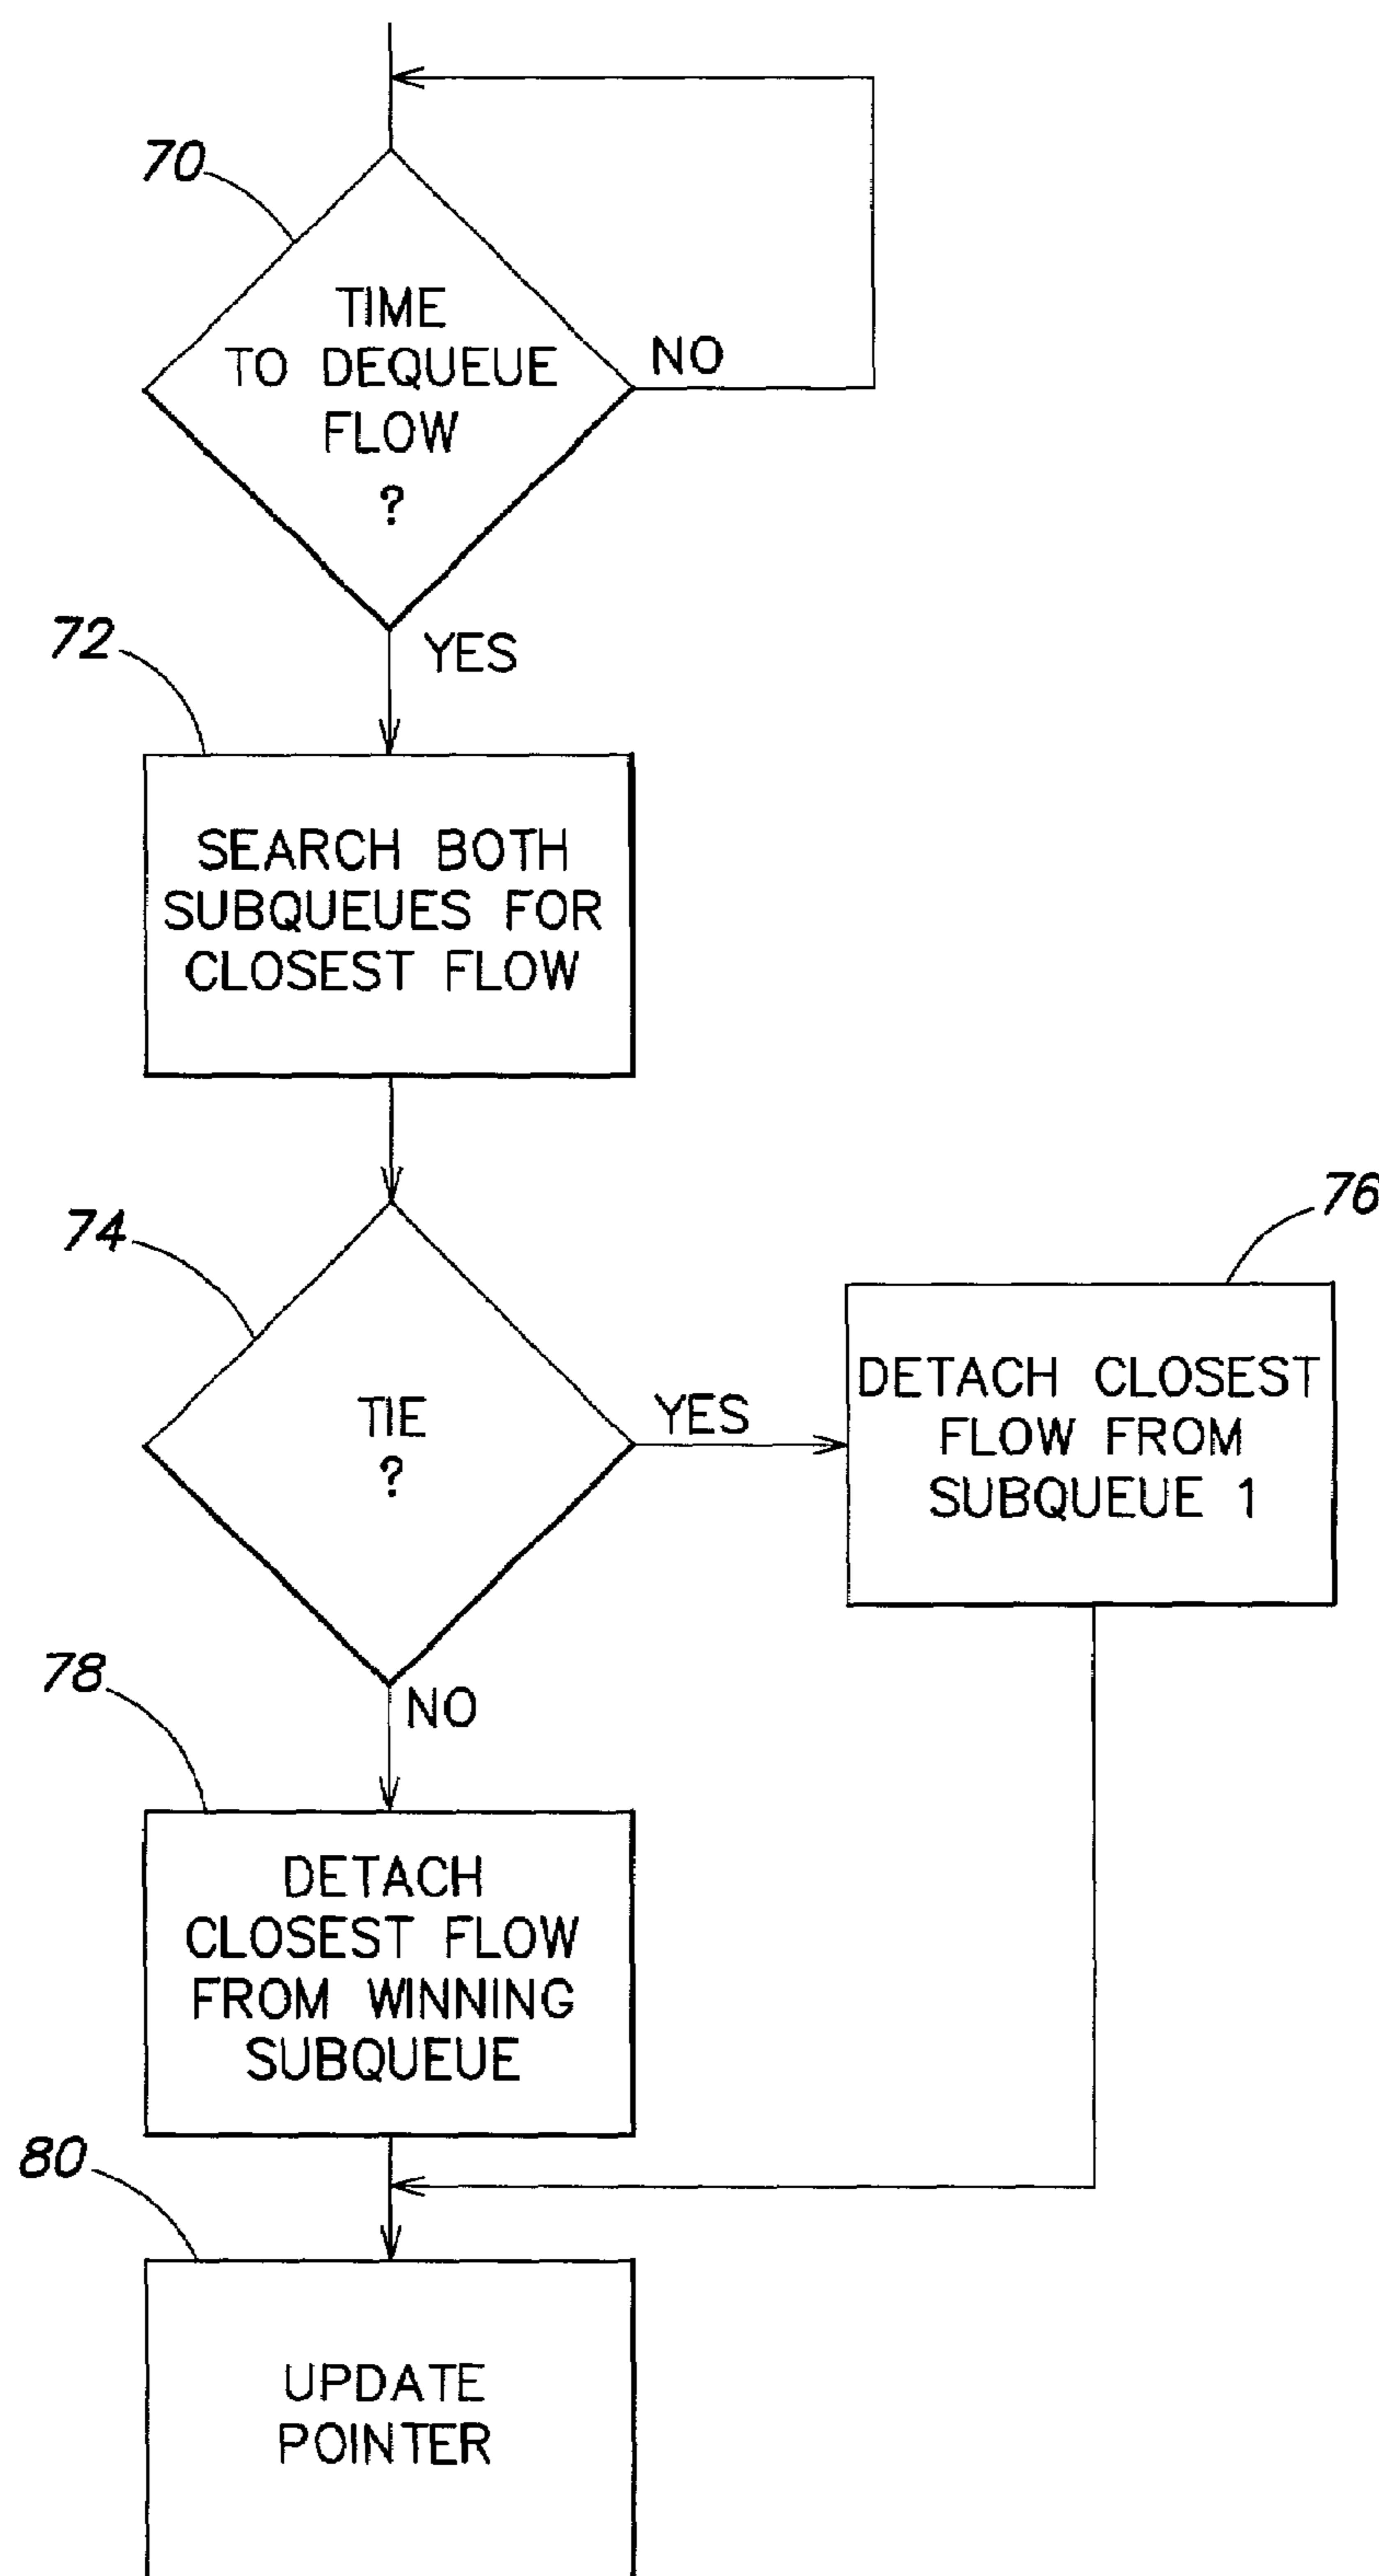 70
TIME
TO DEQUEUE
FLOW
?
NO
YES
72
SEARCH BOTH
SUBQUEUES FOR
CLOSEST FLOW
74
TIE
?
YES
76
DETACH CLOSEST
FLOW FROM
SUBQUEUE 1
NO
78
DETACH
CLOSEST FLOW
FROM WINNING
SUBQUEUE
80
UPDATE
POINTER